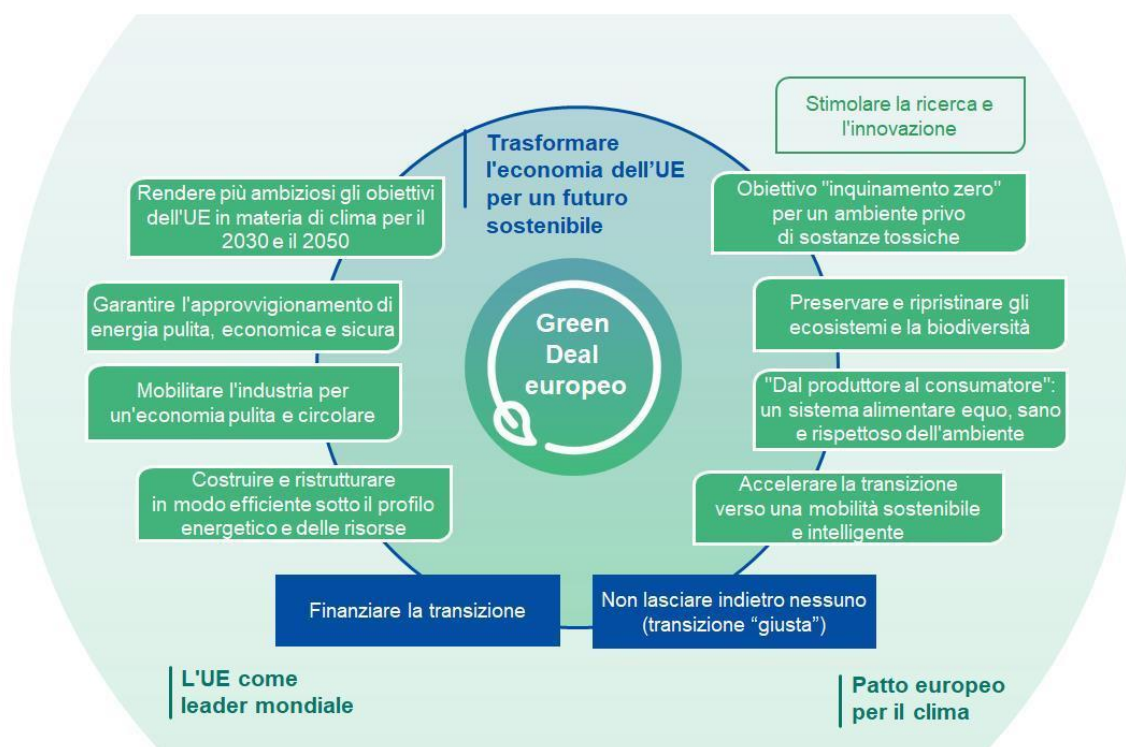 Stimolare la ricerca e
l'innovazione
Trasformare
l'economia dell'UE
per un futuro
sostenibile
Rendere più ambiziosi gli obiettivi
dell'UE in materia di clima per il
2030 e il 2050
Obiettivo "inquinamento zero"
per un ambiente privo
di sostanze tossiche
Garantire l'approvvigionamento di
energia pulita, economica e sicura
Preservare e ripristinare gli
ecosistemi e la biodiversità
Green
Deal
europeo
Mobilitare l'industria per
un'economia pulita e circolare
"Dal produttore al consumatore":
un sistema alimentare equo, sano
e rispettoso dell'ambiente
Costruire e ristrutturare
in modo efficiente sotto il profilo
energetico e delle risorse
Accelerare la transizione
verso una mobilità sostenibile
e intelligente
Finanziare la transizione
Non lasciare indietro nessuno
(transizione “giusta”)
L'UE come
leader mondiale
Patto europeo
per il clima